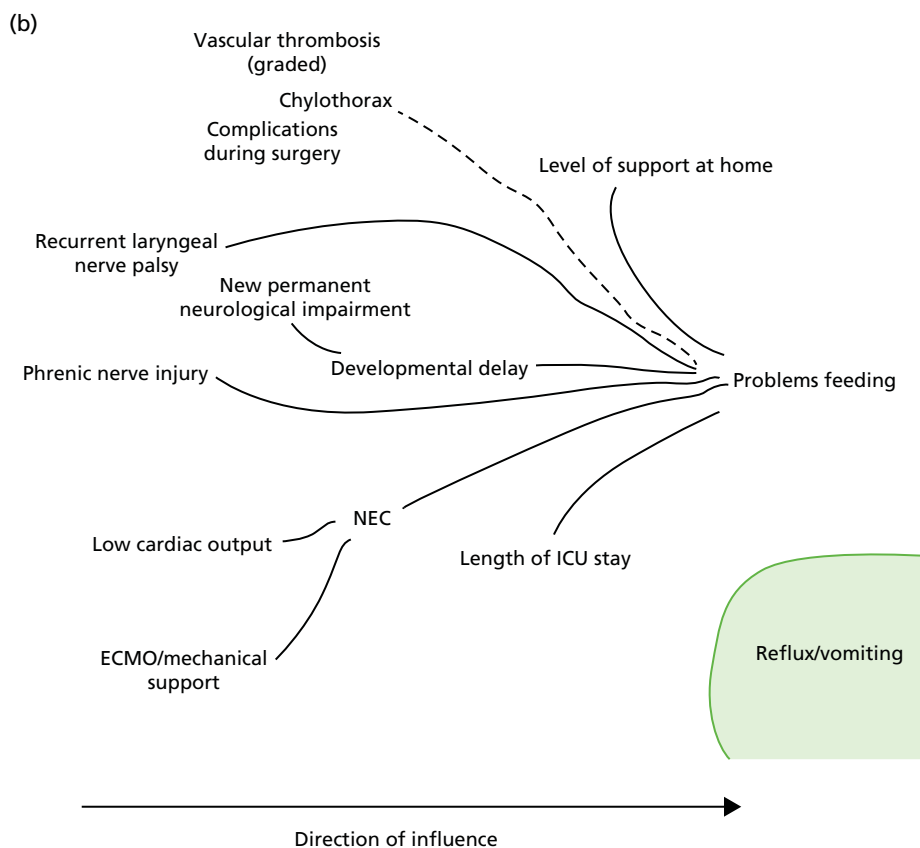 (b)
Vascular thrombosis
(graded)
Chylothorax
Complications
during surgery
Level of support at home
Recurrent laryngeal
nerve palsy
New permanent
neurological impairment
Developmental delay
Phrenic nerve injury
Problems feeding
NEC
Low cardiac output
Length of ICU stay
ECMO/mechanical
support
Reflux/vomiting
Direction of influence